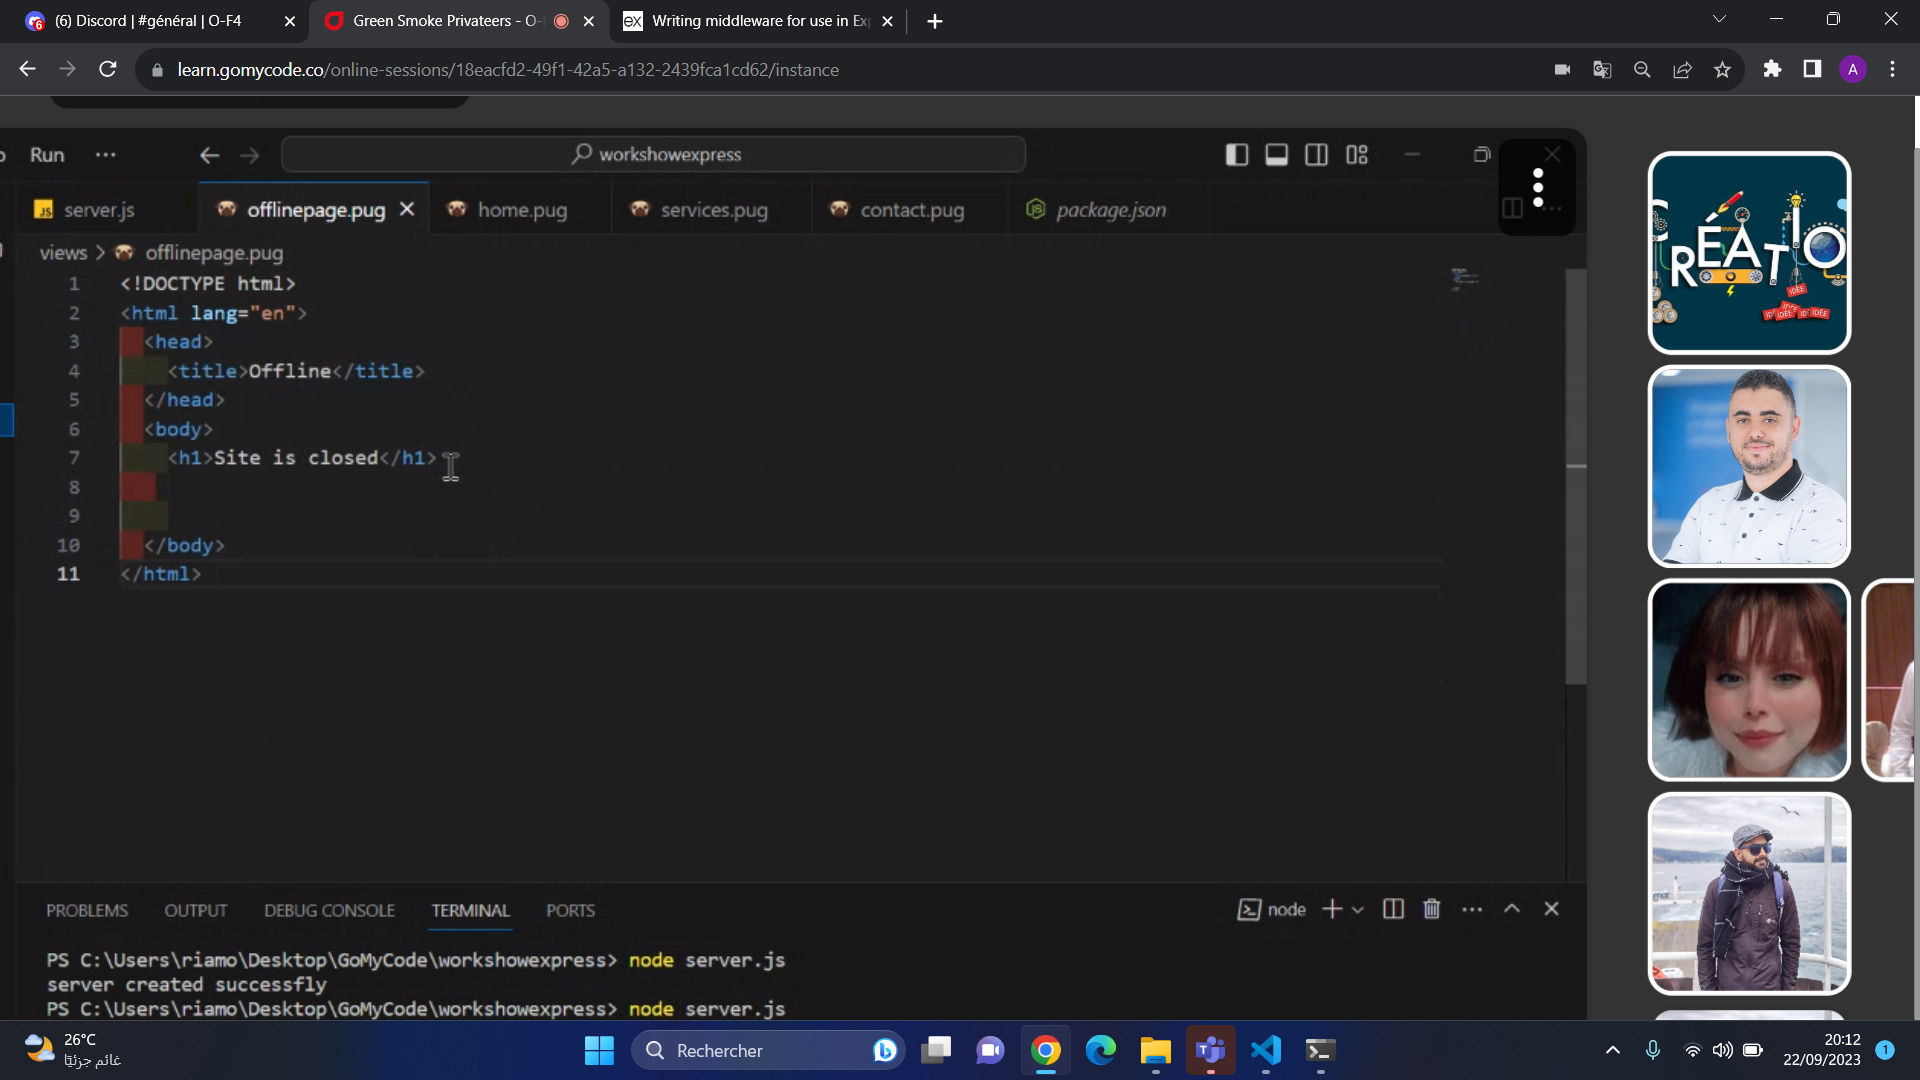 (6) Discord | #général | O-F4
Green Smoke Privateers - O-
ex
Writing middleware for use in Ex
learn.gomycode.co/online-sessions/18eacfd2-49f1-42a5-a132-2439fca1cd62/instance
A
Run
workshowexpress
JS server.js
offlinepage.pug
home.pug
services.pug
contact.pug
package.json
views > offlinepage.pug
1 <!DOCTYPE html>
2 <html lang="en">
3 <head>
4 <title>Offline</title>
5 </head>
6 <body>
7 <h1>Site is closed</h1>
8
9
10 </body>
11 </html>
CRÉATIO
IDÉE
PROBLEMS
OUTPUT
DEBUG CONSOLE
TERMINAL
PORTS
node
PS C:\Users\riamo\Desktop\GoMyCode\workshowexpress> node server.js
server created successfly
PS C:\Users\riamo\Desktop\GoMyCode\workshowexpress> node server.js
26°C
غائم جزئيًا
Rechercher
20:12
22/09/2023
1